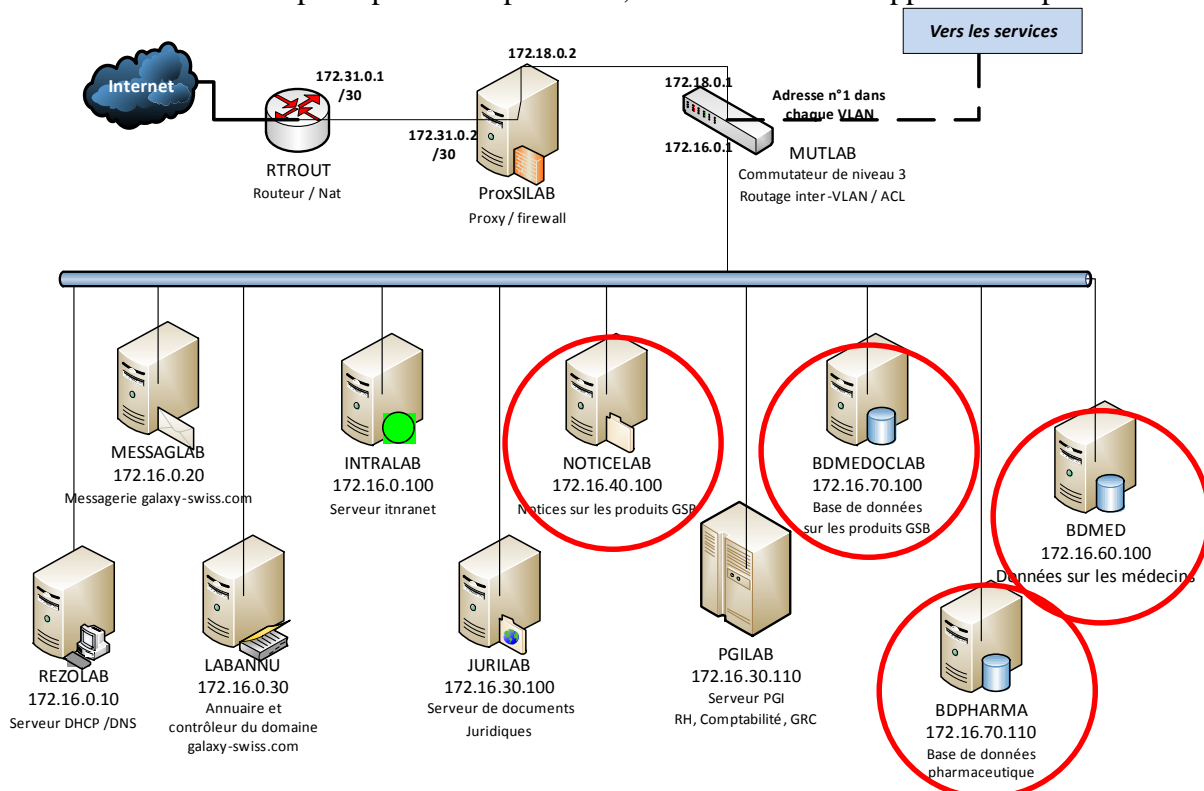 Vers les services
172.18.0.2
Internet
172.31.0.1
/30
172.18.0.1
Adresse n°1 dans
chaque VLAN
172.31.0.2
/30
172.16.0.1
RTROUT
Routeur / Nat
ProxSILAB
Proxy / firewall
MUTLAB
Commutateur de niveau 3
Routage inter-VLAN / ACL
MESSAGLAB
172.16.0.20
Messagerie galaxy-swiss.com
INTRALAB
172.16.0.100
Serveur itnranet
NOTICELAB
172.16.40.100
Notices sur les produits GSB
BDMEDOCLAB
172.16.70.100
Base de données
sur les produits GSB
BDMED
172.16.60.100
Données sur les médecins
REZOLAB
172.16.0.10
Serveur DHCP /DNS
LABANNU
172.16.0.30
Annuaire et
contrôleur du domaine
galaxy-swiss.com
JURILAB
172.16.30.100
Serveur de documents
Juridiques
PGILAB
172.16.30.110
Serveur PGI
RH, Comptabilité, GRC
BDPHARMA
172.16.70.110
Base de données
pharmaceutique